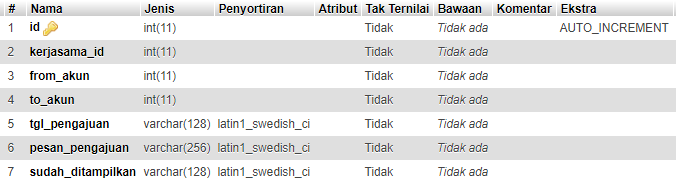 # Nama Jenis Penyortiran Atribut Tak Ternilai Bawaan Komentar Ekstra
1 id int(11) Tidak Tidak ada AUTO_INCREMENT
2 kerjasama_id int(11) Tidak Tidak ada
3 from_akun int(11) Tidak Tidak ada
4 to_akun int(11) Tidak Tidak ada
5 tgl_pengajuan varchar(128) latin1_swedish_ci Tidak Tidak ada
6 pesan_pengajuan varchar(256) latin1_swedish_ci Tidak Tidak ada
7 sudah_ditampilkan varchar(128) latin1_swedish_ci Tidak Tidak ada